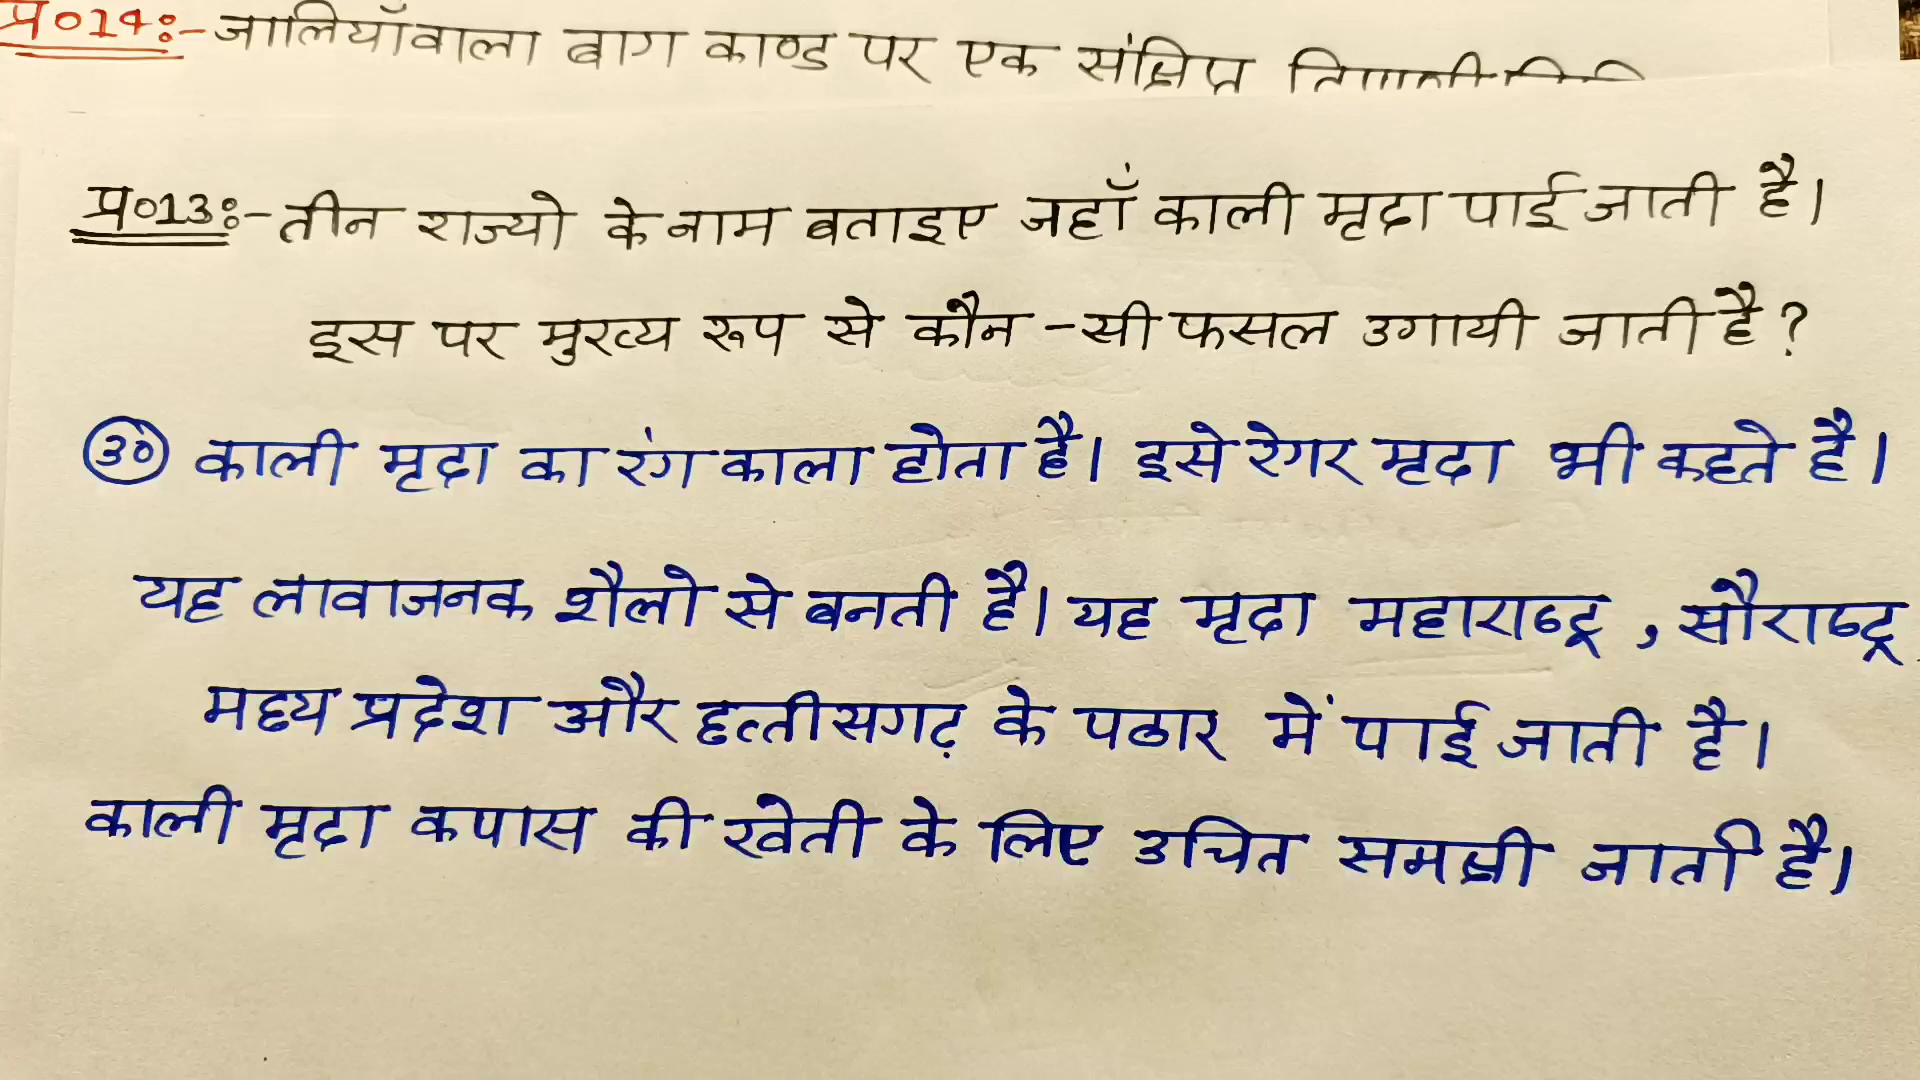 प्र०14:- जालियाँवाला बाग काण्ड पर एक संक्षिप्त
प्र०13:- तीन राज्यो के नाम बताइए जहाँ काली मृदा पाई जाती है।
इस पर मुख्य रूप से कौन-सी फसल उगायी जाती है?
उ० काली मृदा का रंग काला होता है। इसे रेगर मृदा भी कहते है।
यह लावाजनक शैलो से बनती है। यह मृदा महाराष्ट्र, सौराष्ट्र
मध्य प्रदेश और छत्तीसगढ़ के पठार में पाई जाती है।
काली मृदा कपास की खेती के लिए उचित समझी जाती है।